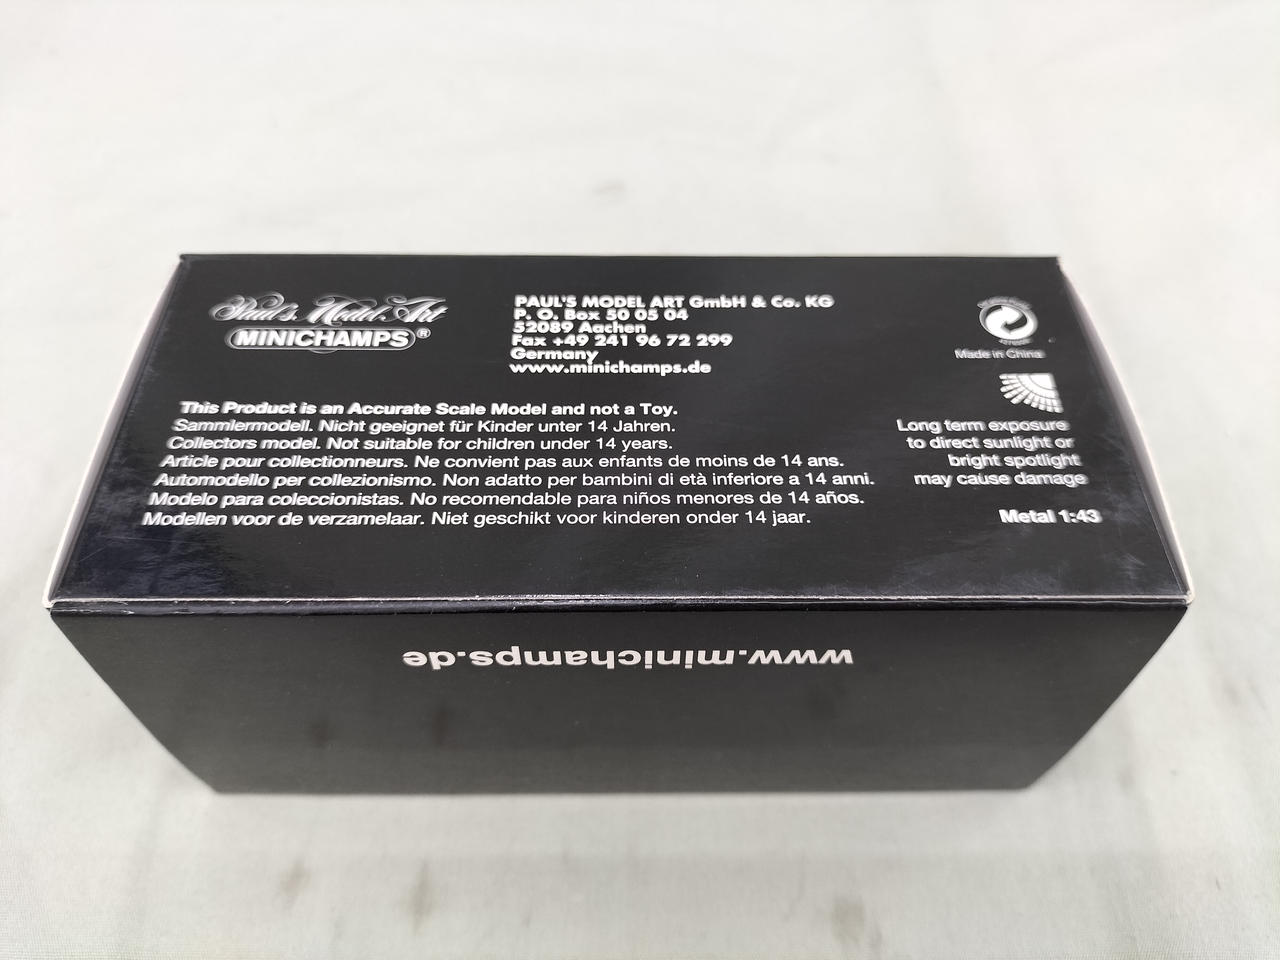 Paul's Model Art
MINICHAMPS®
PAUL'S MODEL ART GmbH & Co. KG
P. O. Box 50 05 04
52089 Aachen
Fax +49 241 96 72 299
Germany
www.minichamps.de
Made in China
This Product is an Accurate Scale Model and not a Toy.
Sammlermodell. Nicht geeignet für Kinder unter 14 Jahren.
Collectors model. Not suitable for children under 14 years.
Article pour collectionneurs. Ne convient pas aux enfants de moins de 14 ans.
Automodello per collezionismo. Non adatto per bambini di età inferiore a 14 anni.
Modelo para coleccionistas. No recomendable para niños menores de 14 años.
Modellen voor de verzamelaar. Niet geschikt voor kinderen onder 14 jaar.
Long term exposure
to direct sunlight or
bright spotlight
may cause damage
Metal 1:43
www.minichamps.de